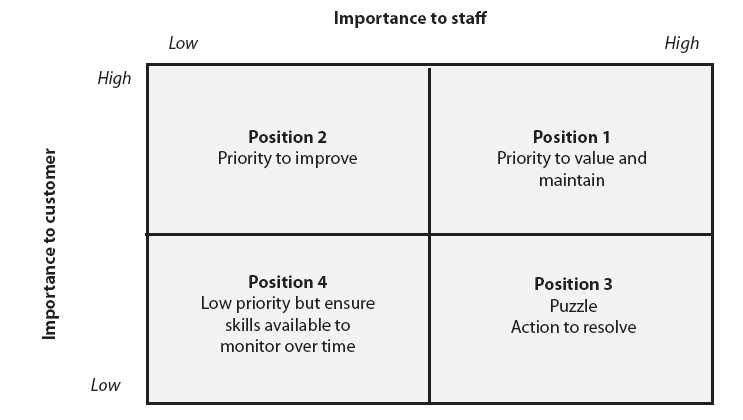 Importance to staff
Low
High
High
Importance to customer
Position 2
Priority to improve
Position 1
Priority to value and
maintain
Position 4
Low priority but ensure
skills available to
monitor over time
Position 3
Puzzle
Action to resolve
Low